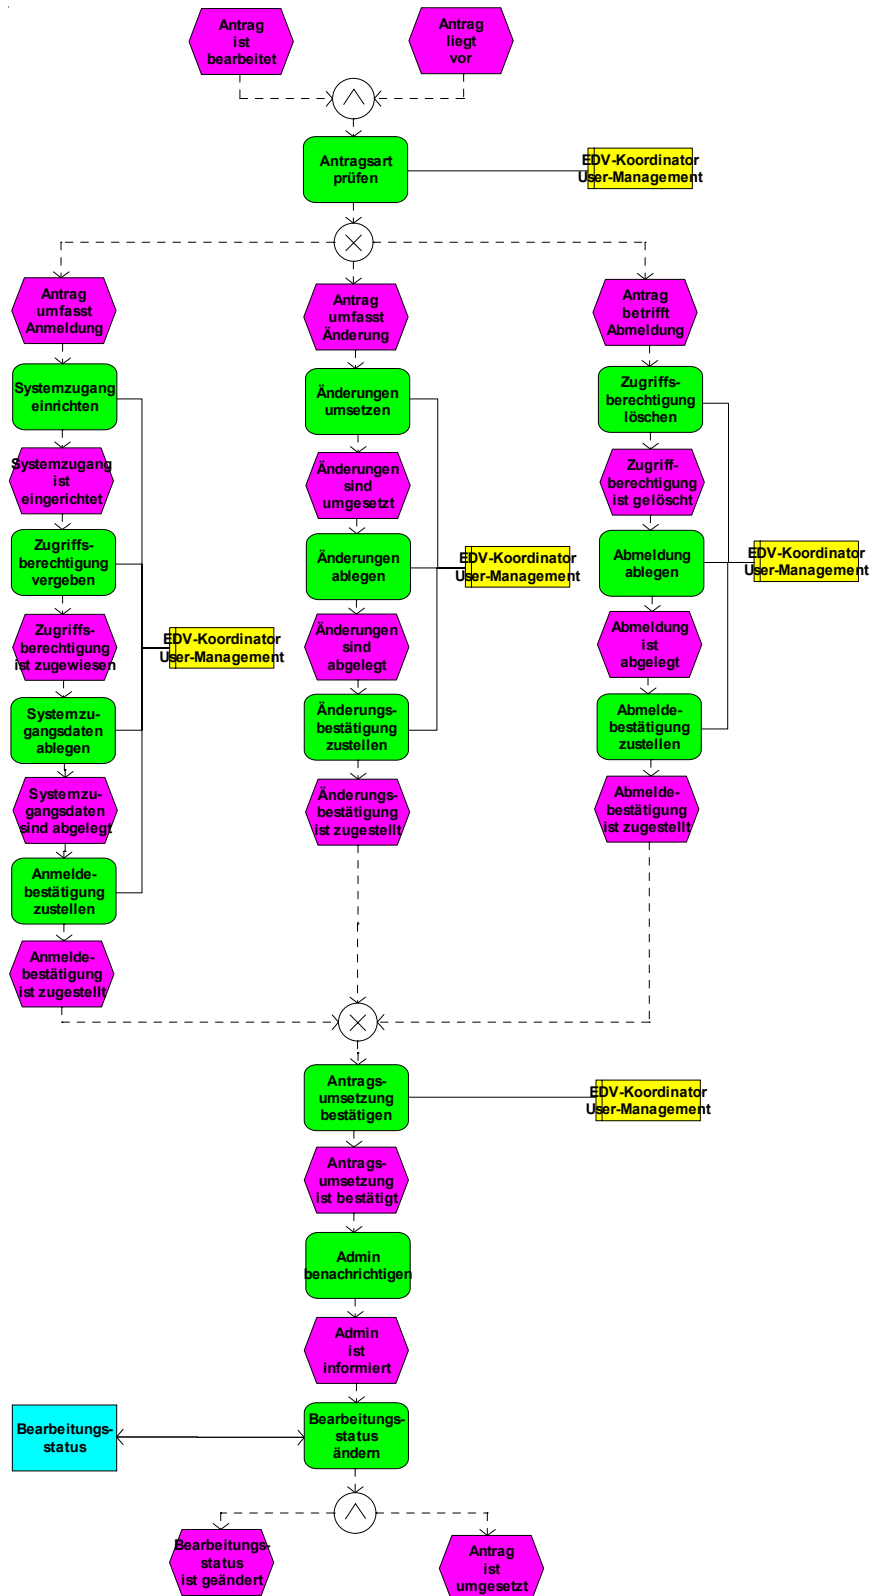 Antrag
ist
bearbeitet
Antrag
liegt
vor
Antragsart
prüfen
EDV-Koordinator
User-Management
Antrag
umfasst
Anmeldung
Antrag
umfasst
Änderung
Antrag
betrifft
Abmeldung
Systemzugang
einrichten
Änderungen
umsetzen
Zugriffs-
berechtigung
löschen
Systemzugang
ist
eingerichtet
Änderungen
sind
umgesetzt
Zugriff-
berechtigung
ist gelöscht
Zugriffs-
berechtigung
vergeben
Änderungen
ablegen
EDV-Koordinator
User-Management
Abmeldung
ablegen
EDV-Koordinator
User-Management
Zugriffs-
berechtigung
ist zugewiesen
EDV-Koordinator
User-Management
Änderungen
sind
abgelegt
Abmeldung
ist
abgelegt
Systemzu-
gangsdaten
ablegen
Änderungs-
bestätigung
zustellen
Abmelde-
bestätigung
zustellen
Systemzu-
gangsdaten
sind abgelegt
Änderungs-
bestätigung
ist zugestellt
Abmelde-
bestätigung
ist zugestellt
Anmelde-
bestätigung
zustellen
Anmelde-
bestätigung
ist zugestellt
Antrags-
umsetzung
bestätigen
EDV-Koordinator
User-Management
Antrags-
umsetzung
ist bestätigt
Admin
benachrichtigen
Admin
ist
informiert
Bearbeitungs-
status
Bearbeitungs-
status
ändern
Bearbeitungs-
status
ist geändert
Antrag
ist
umgesetzt